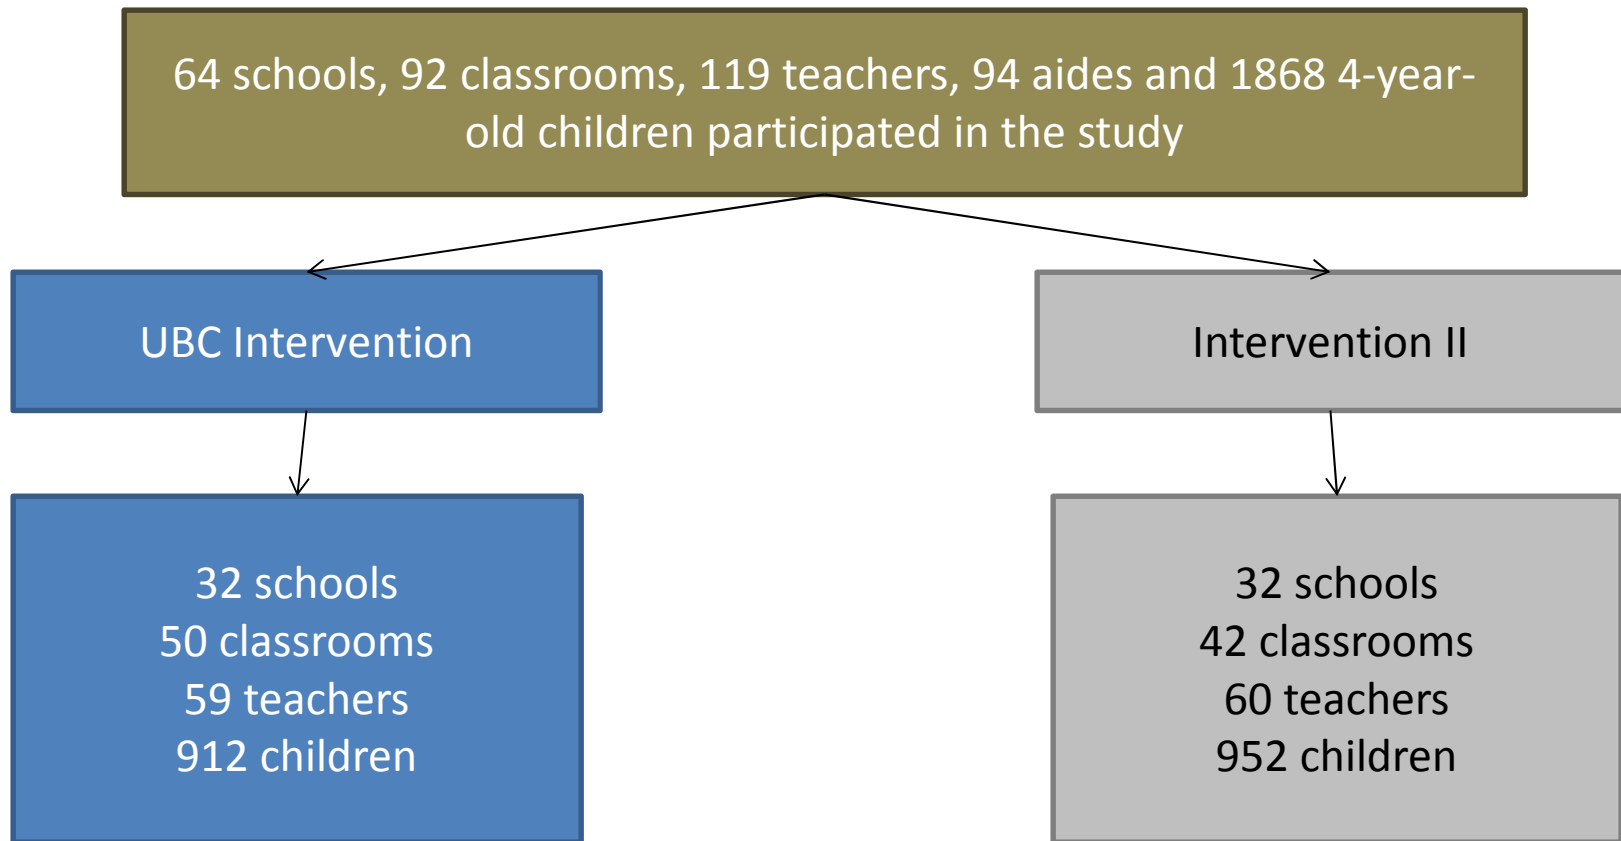 64 schools, 92 classrooms, 119 teachers, 94 aides and 1868 4-year-
old children participated in the study
UBC Intervention
Intervention II
32 schools
50 classrooms
59 teachers
912 children
32 schools
42 classrooms
60 teachers
952 children